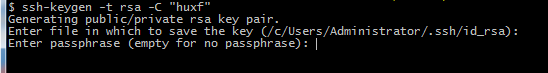 $ ssh-keygen -t rsa -C "huxf"
Generating public/private rsa key pair.
Enter file in which to save the key (/c/Users/Administrator/.ssh/id_rsa):
Enter passphrase (empty for no passphrase):